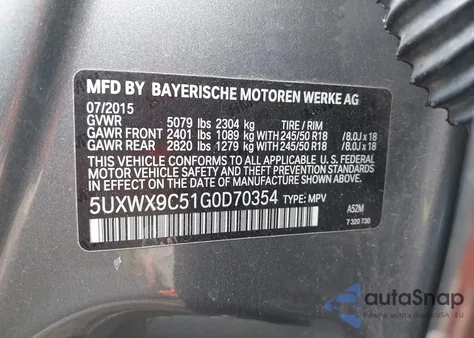 MFD BY BAYERISCHE MOTOREN WERKE AG
07/2015
GVWR 5079 lbs 2304 kg TIRE / RIM
GAWR FRONT 2401 lbs 1089 kg WITH 245/50 R18 / 8.0J x 18
GAWR REAR 2820 lbs 1279 kg WITH 245/50 R18 / 8.0J x 18
THIS VEHICLE CONFORMS TO ALL APPLICABLE U. S. FEDERAL
MOTOR VEHICLE SAFETY AND THEFT PREVENTION STANDARDS
IN EFFECT ON THE DATE OF MANUFACTURE SHOWN ABOVE.
5UXWX9C51G0D70354 TYPE: MPV
A52M
7 320 730
autoSnap
auto's USA - EU